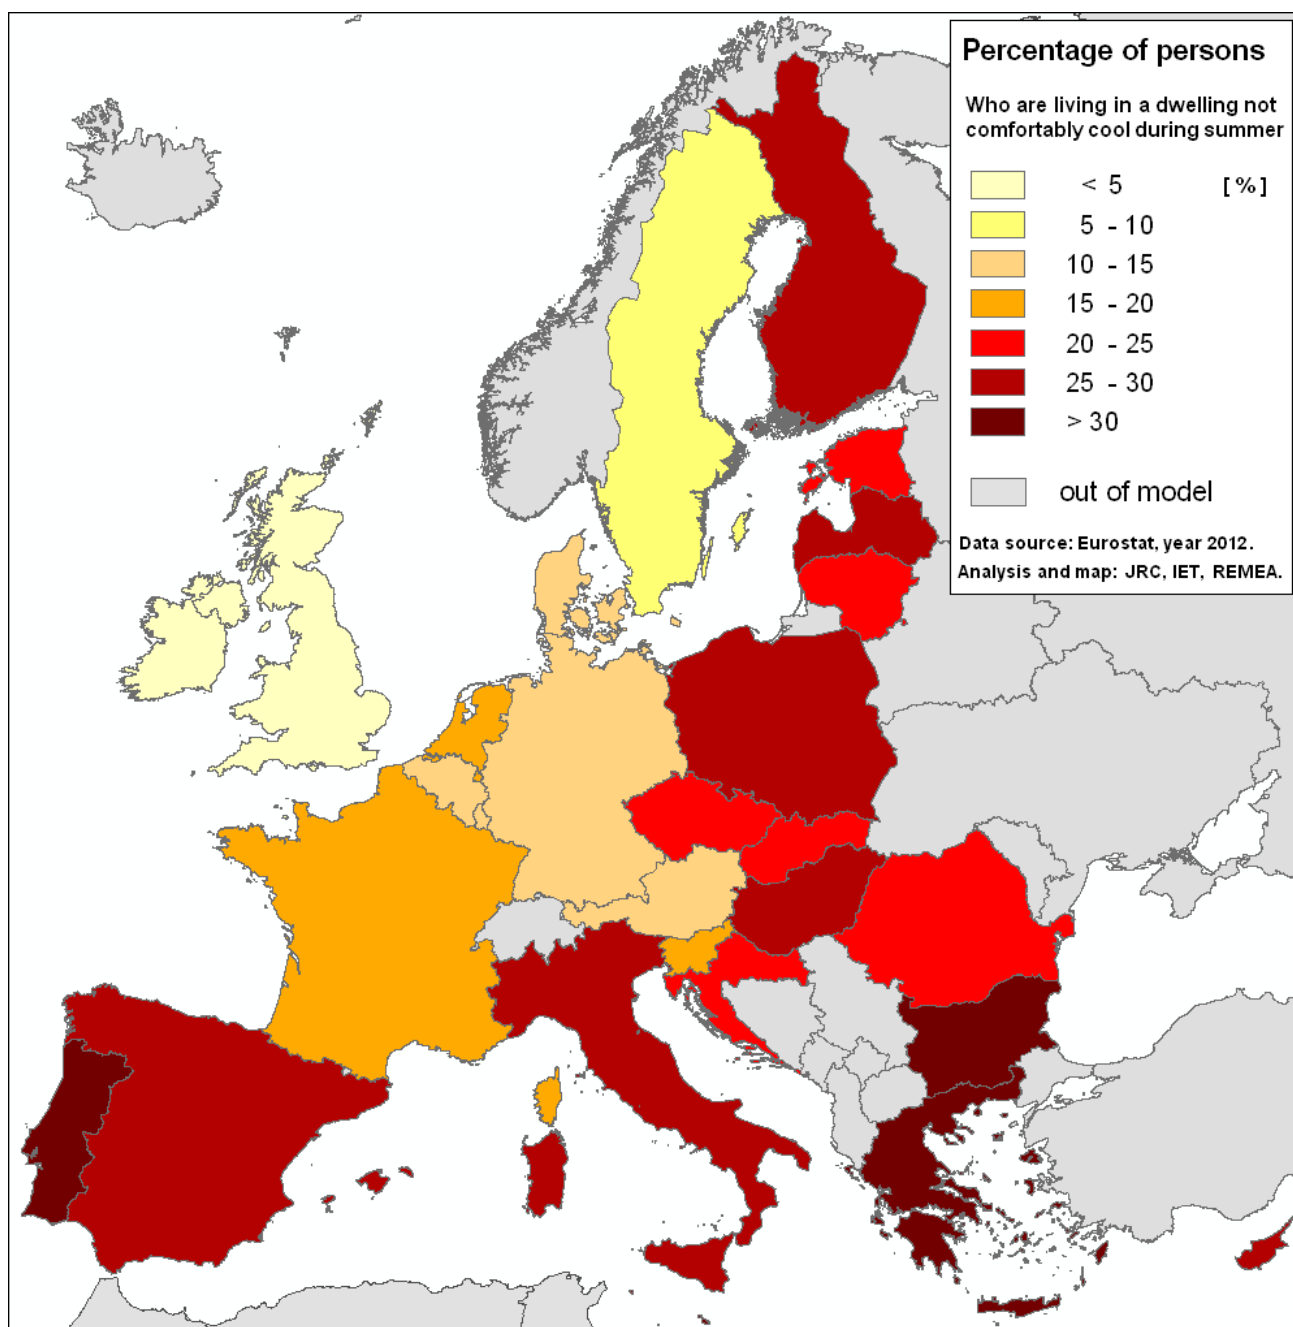 Percentage of persons
Who are living in a dwelling not
comfortably cool during summer
< 5 [ % ]
5 - 10
10 - 15
15 - 20
20 - 25
25 - 30
> 30
out of model
Data source: Eurostat, year 2012.
Analysis and map: JRC, IET, REMEA.